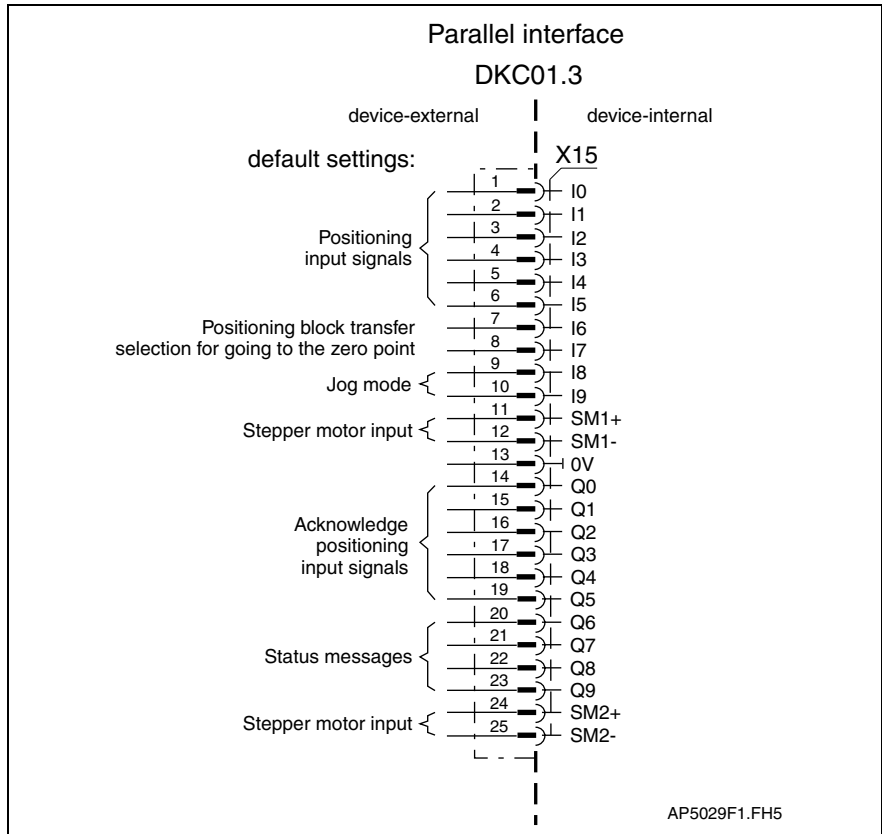 Parallel interface
DKC01.3
device-external device-internal
default settings: X15
1 I0
2 I1
3 I2
Positioning
input signals
4 I3
5 I4
6 I5
Positioning block transfer 7 I6
selection for going to the zero point 8 I7
9 I8
Jog mode
10 I9
11 SM1+
Stepper motor input
12 SM1-
13 0V
14 Q0
15 Q1
Acknowledge 16 Q2
positioning 17 Q3
input signals 18 Q4
19 Q5
20 Q6
21 Q7
Status messages
22 Q8
23 Q9
24 SM2+
Stepper motor input
25 SM2-
AP5029F1.FH5